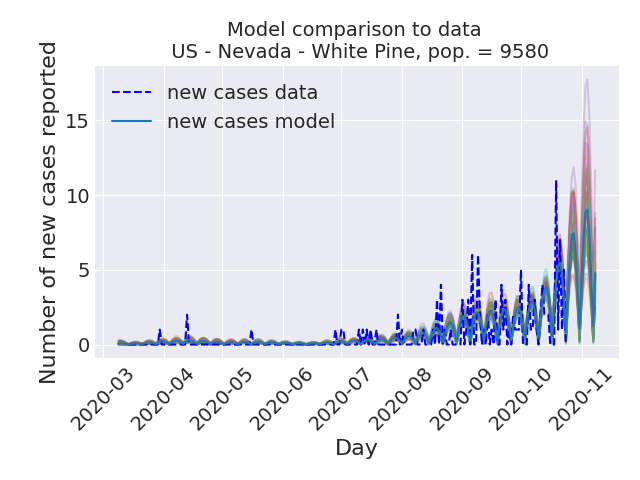 Model comparison to data
US - Nevada - White Pine, pop. = 9580
Number of new cases reported
new cases data
new cases model
15
10
5
0
2020-03
2020-04
2020-05
2020-06
2020-07
2020-08
2020-09
2020-10
2020-11
Day